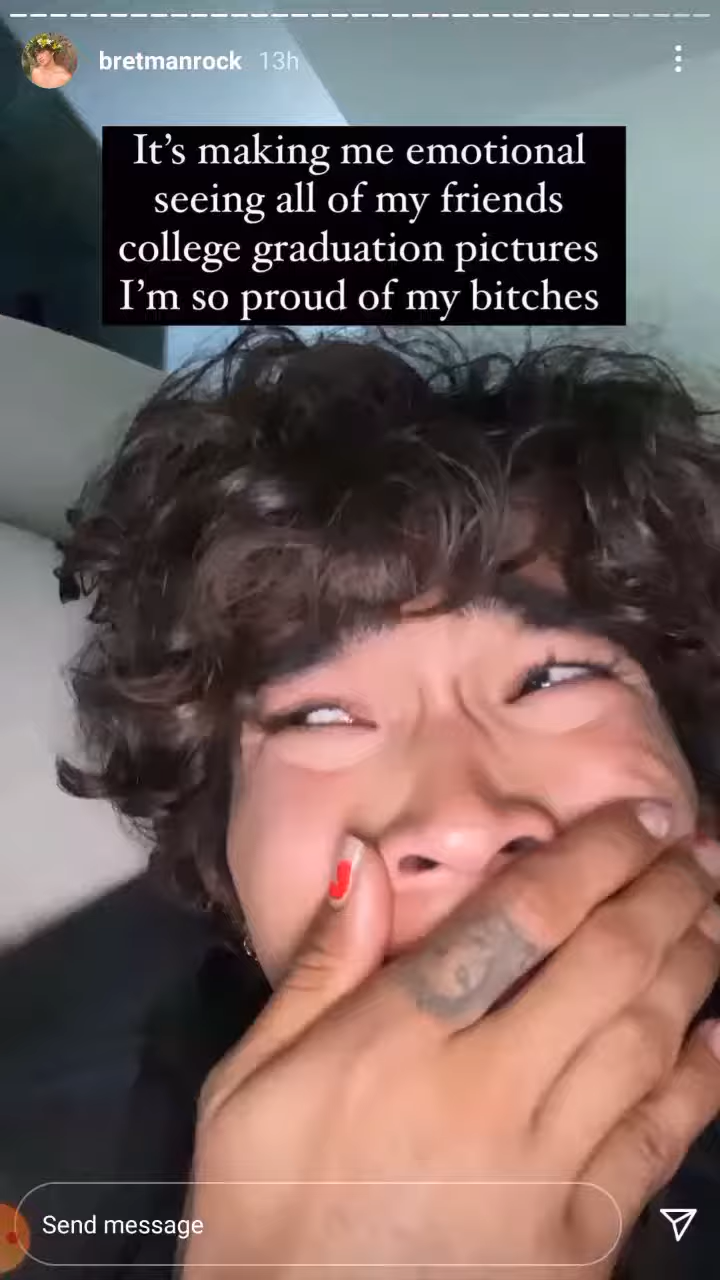 bretmanrock 13h
It's making me emotional
seeing all of my friends
college graduation pictures
I'm so proud of my bitches
Send message